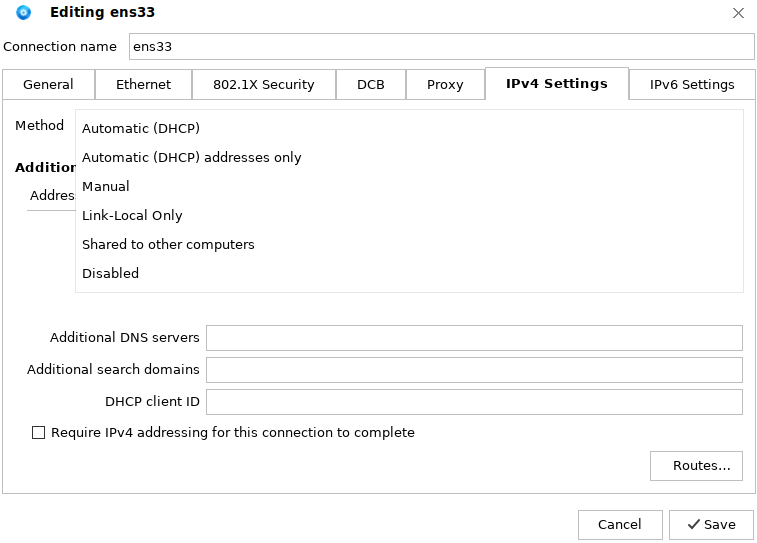 Editing ens33
Connection name ens33
General Ethernet 802.1X Security DCB Proxy IPv4 Settings IPv6 Settings
Method
Automatic (DHCP)
Automatic (DHCP) addresses only
Manual
Link-Local Only
Shared to other computers
Disabled
Addition
Addres
Additional DNS servers
Additional search domains
DHCP client ID
Require IPv4 addressing for this connection to complete
Routes...
Cancel Save